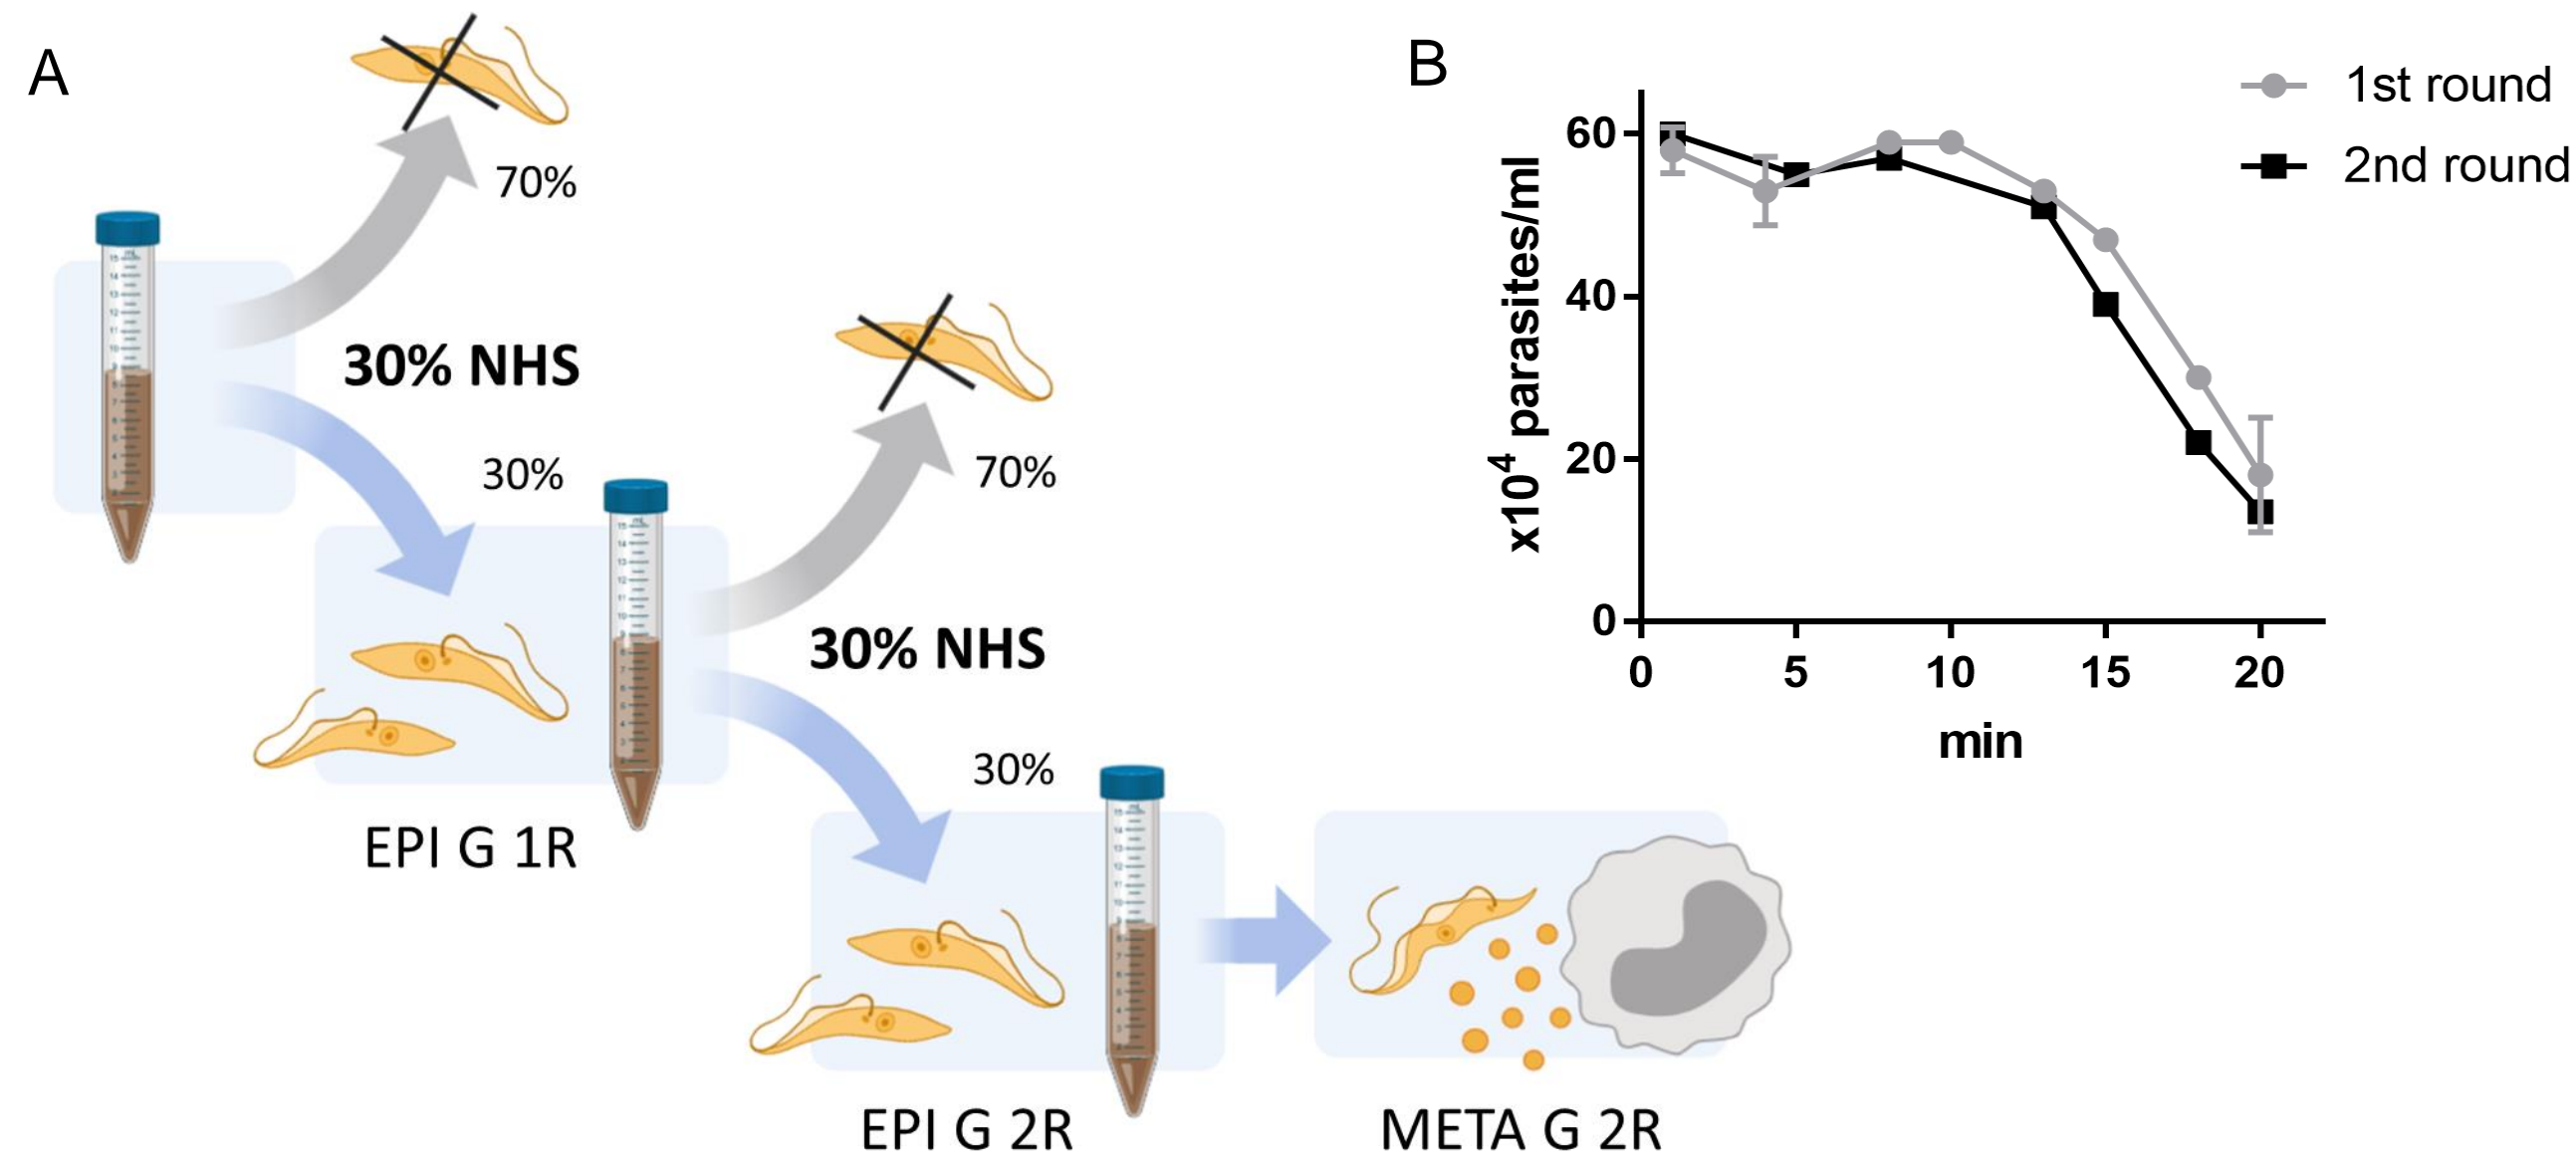 A
70%
30% NHS
30%
70%
30% NHS
30%
EPI G 1R
EPI G 2R
META G 2R
B
1st round
2nd round
x10⁴ parasites/ml
60
40
20
0
0 5 10 15 20
min